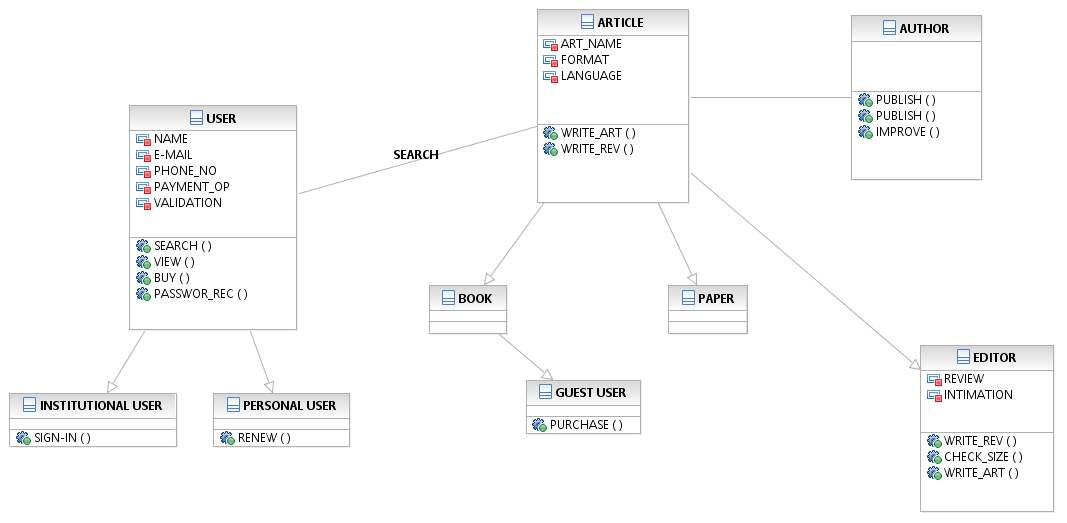 ARTICLE
ART_NAME
FORMAT
LANGUAGE
WRITE_ART ( )
WRITE_REV ( )
AUTHOR
PUBLISH ( )
PUBLISH ( )
IMPROVE ( )
USER
NAME
E-MAIL
PHONE_NO
PAYMENT_OP
VALIDATION
SEARCH ( )
VIEW ( )
BUY ( )
PASSWOR_REC ( )
SEARCH
BOOK
PAPER
EDITOR
REVIEW
INTIMATION
WRITE_REV ( )
CHECK_SIZE ( )
WRITE_ART ( )
INSTITUTIONAL USER
SIGN-IN ( )
PERSONAL USER
RENEW ( )
GUEST USER
PURCHASE ( )